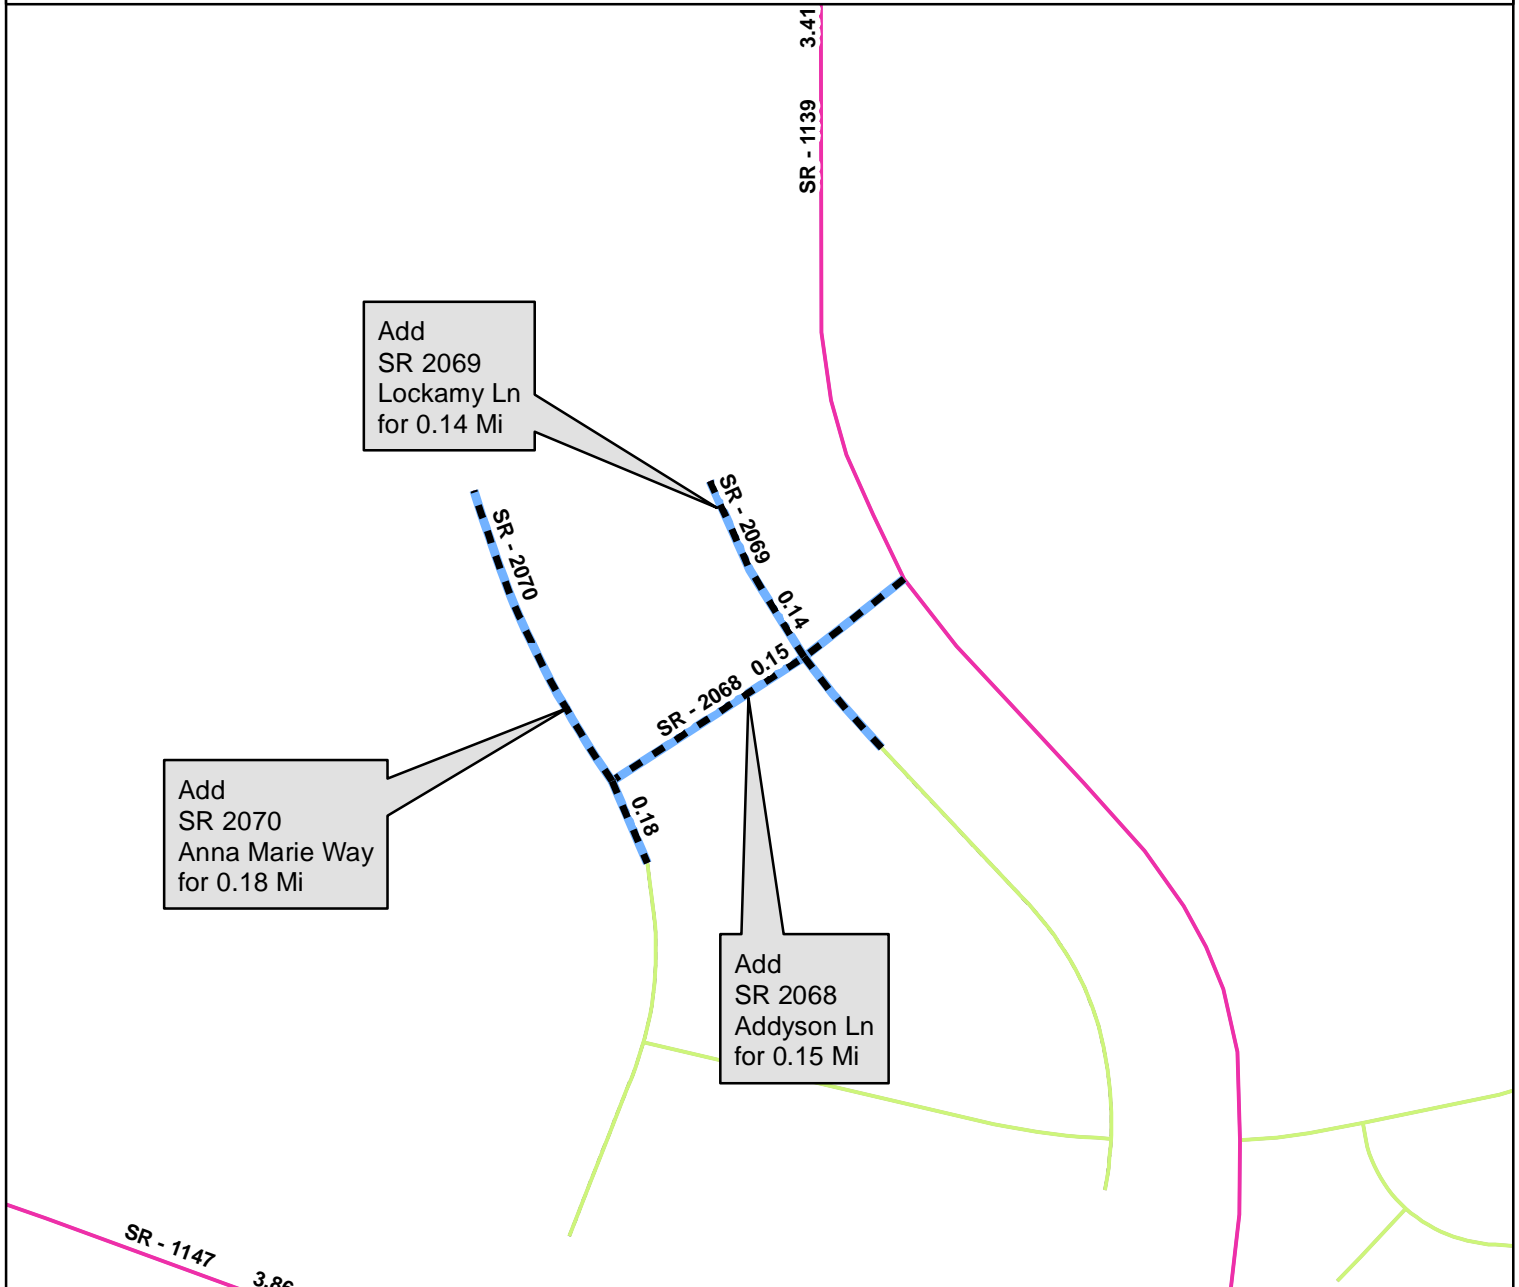 3.41
SR - 1139
Add
SR 2069
Lockamy Ln
for 0.14 Mi
SR - 2069
0.14
SR - 2070
0.15
SR - 2068
0.18
Add
SR 2070
Anna Marie Way
for 0.18 Mi
Add
SR 2068
Addyson Ln
for 0.15 Mi
SR - 1147
3.86